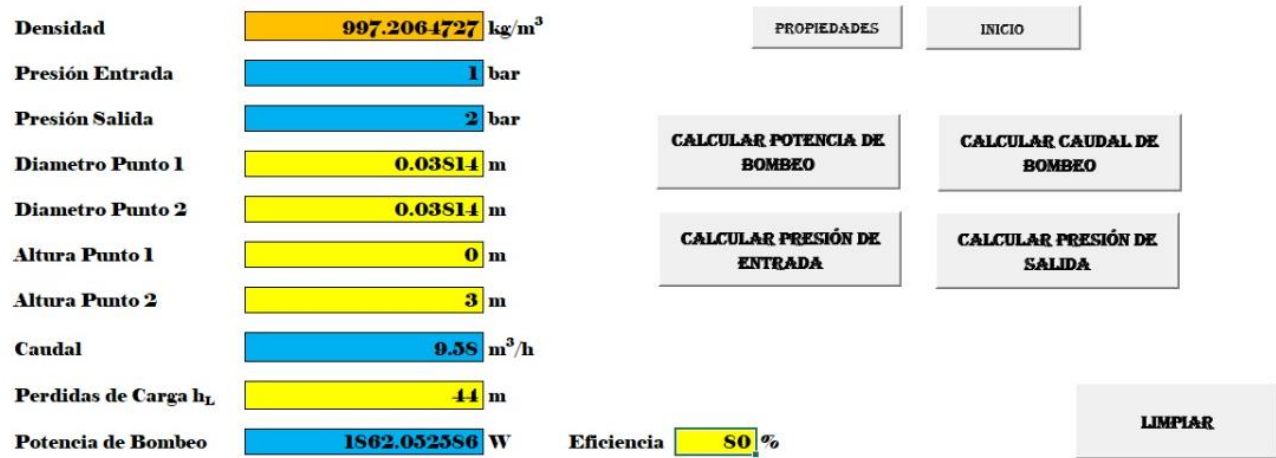 Densidad 997.2064727 kg/m³
PROPIEDADES INICIO
Presión Entrada 1 bar
Presión Salida 2 bar
CALCULAR POTENCIA DE BOMBEO
CALCULAR CAUDAL DE BOMBEO
Diametro Punto 1 0.03814 m
Diametro Punto 2 0.03814 m
CALCULAR PRESIÓN DE ENTRADA
CALCULAR PRESIÓN DE SALIDA
Altura Punto 1 0 m
Altura Punto 2 3 m
Caudal 9.58 m³/h
Perdidas de Carga hL 44 m
LIMPIAR
Potencia de Bombeo 1862.052586 W Eficiencia 80 %